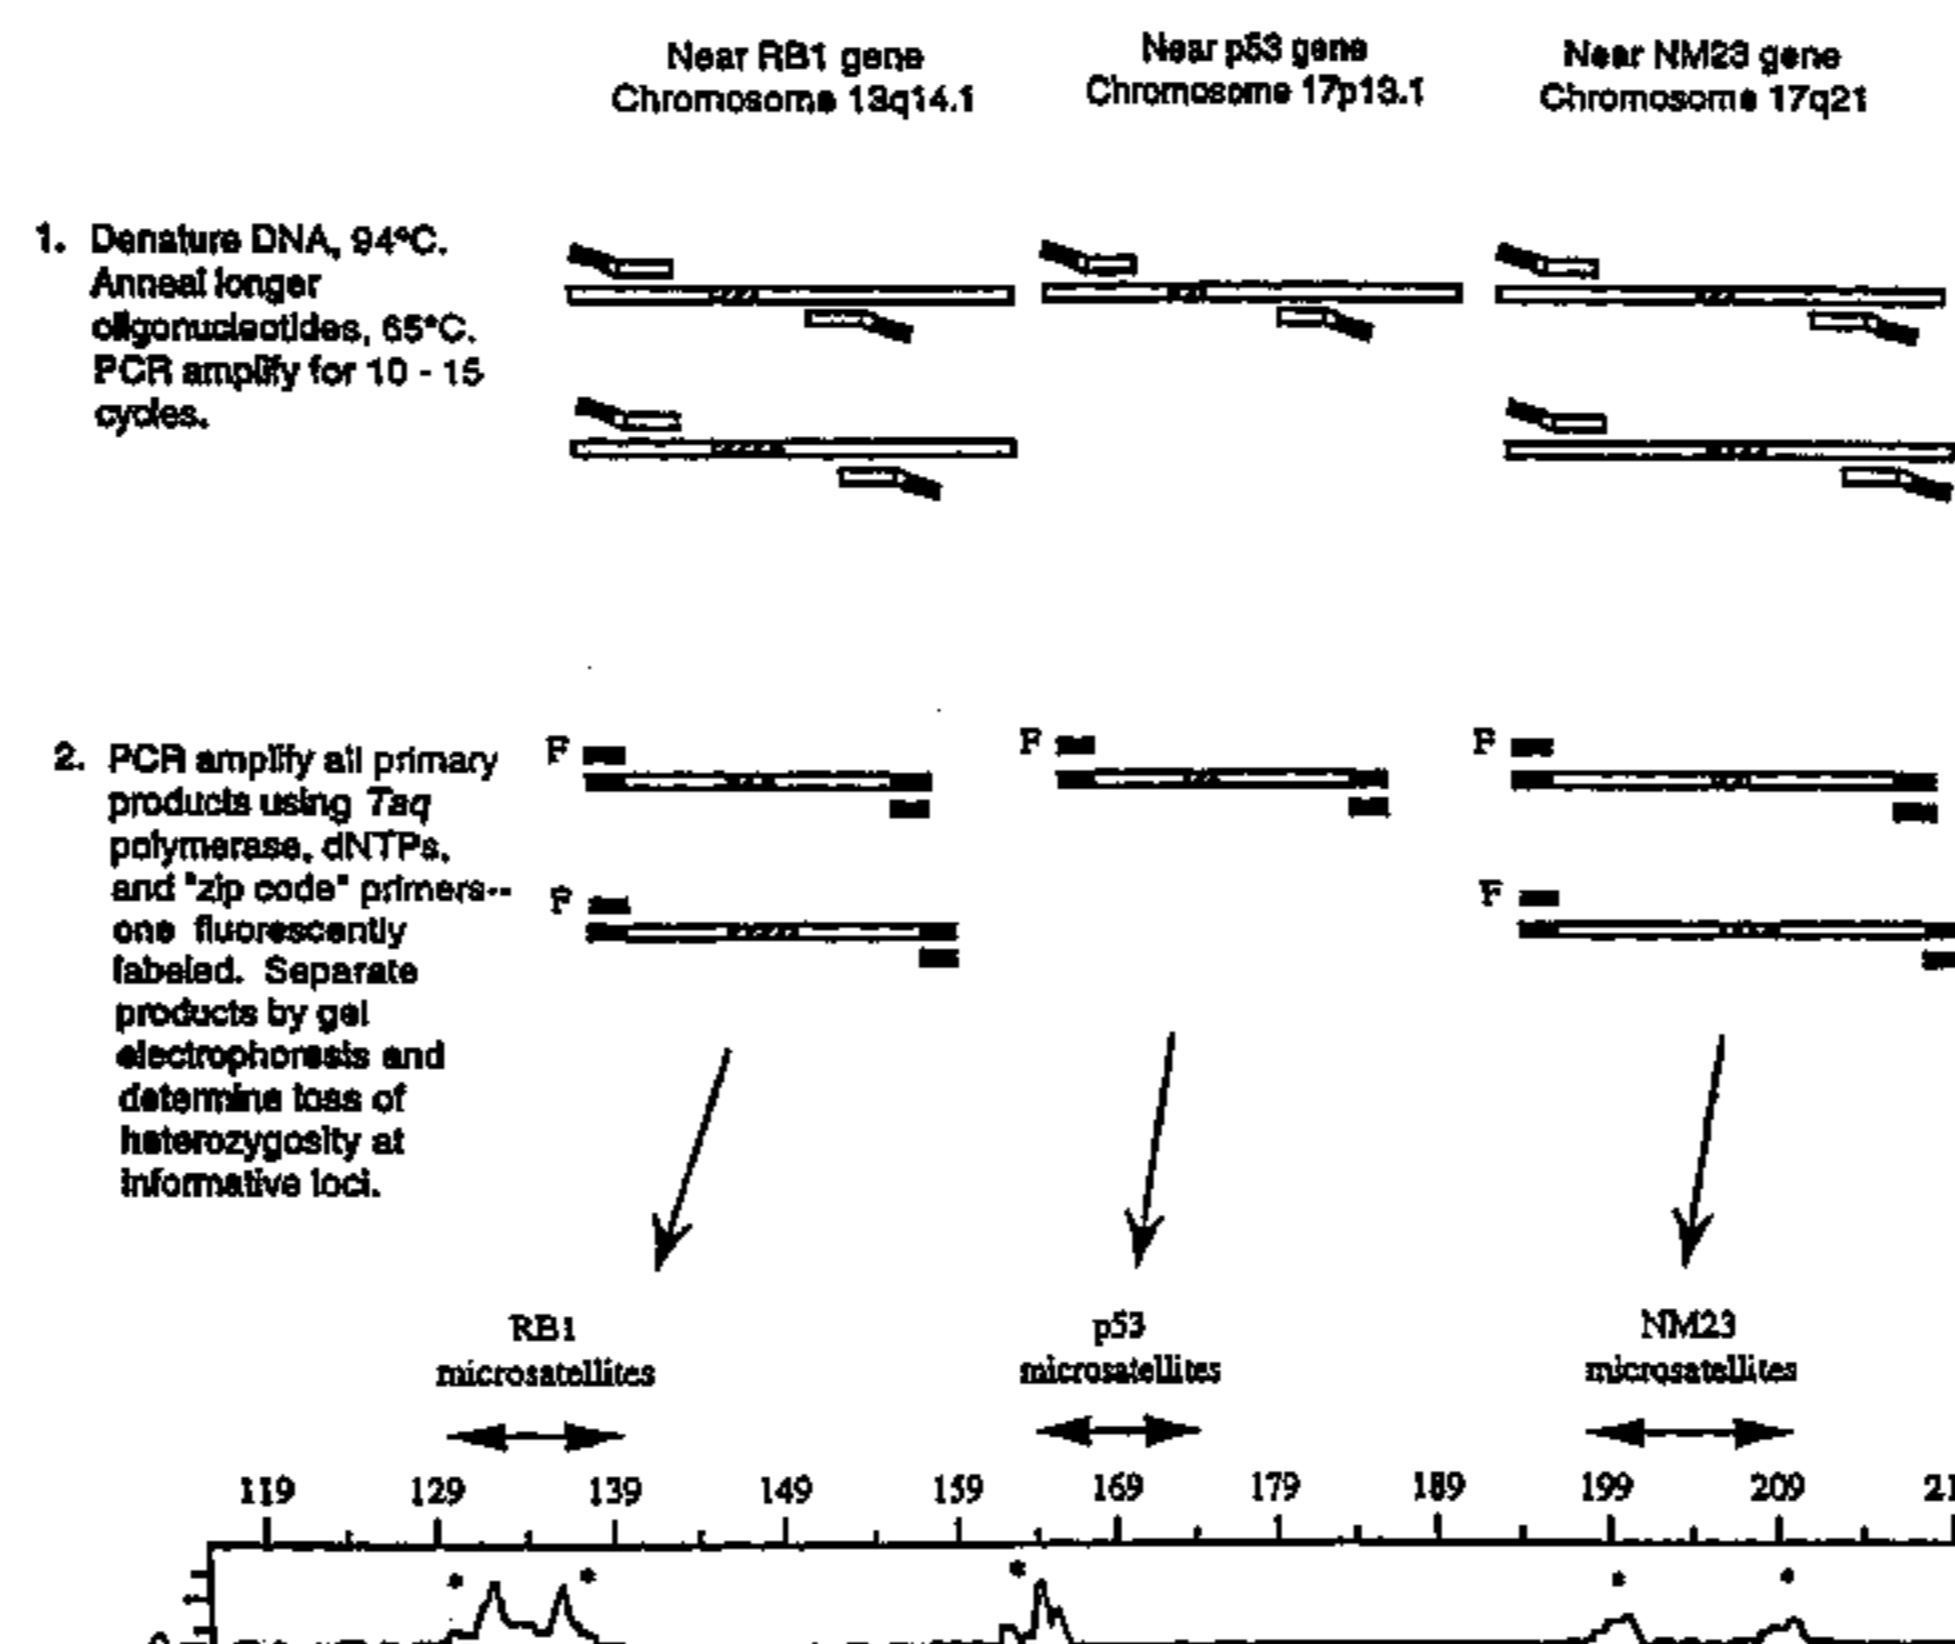 Near RB1 gene
Chromosome 13q14.1
Near p53 gene
Chromosome 17p13.1
Near NM23 gene
Chromosome 17q21
1. Denature DNA, 94°C.
Anneal longer
oligonucleotides, 65°C.
PCR amplify for 10 - 15
cycles.
2. PCR amplify all primary
products using Taq
polymerase, dNTPs,
and "zip code" primers--
one fluorescently
labeled. Separate
products by gel
electrophoresis and
determine loss of
heterozygosity at
informative loci.
F
F
F
F
F
RB1
microsatellites
p53
microsatellites
NM23
microsatellites
119 129 139 149 159 169 179 189 199 209
* * * * *